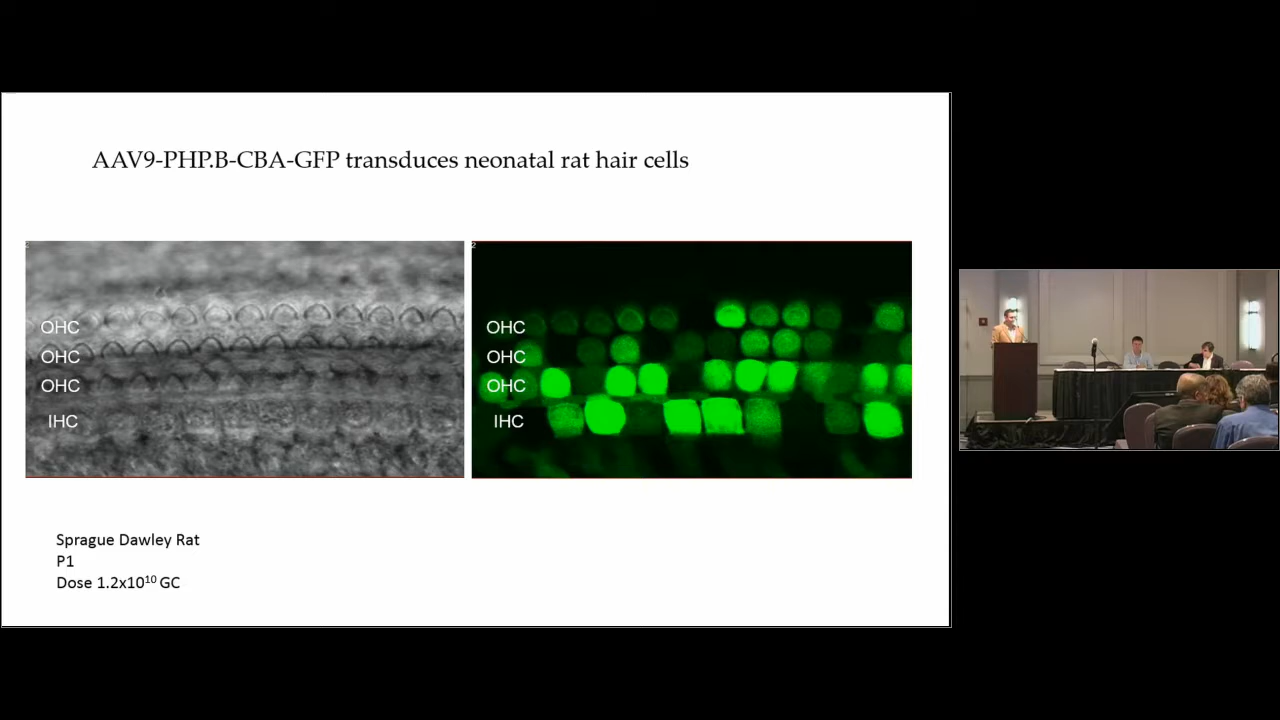 AAV9-PHP.B-CBA-GFP transduces neonatal rat hair cells
OHC
OHC
OHC
IHC
2
OHC
OHC
OHC
IHC
Sprague Dawley Rat
P1
Dose 1.2x10¹⁰ GC